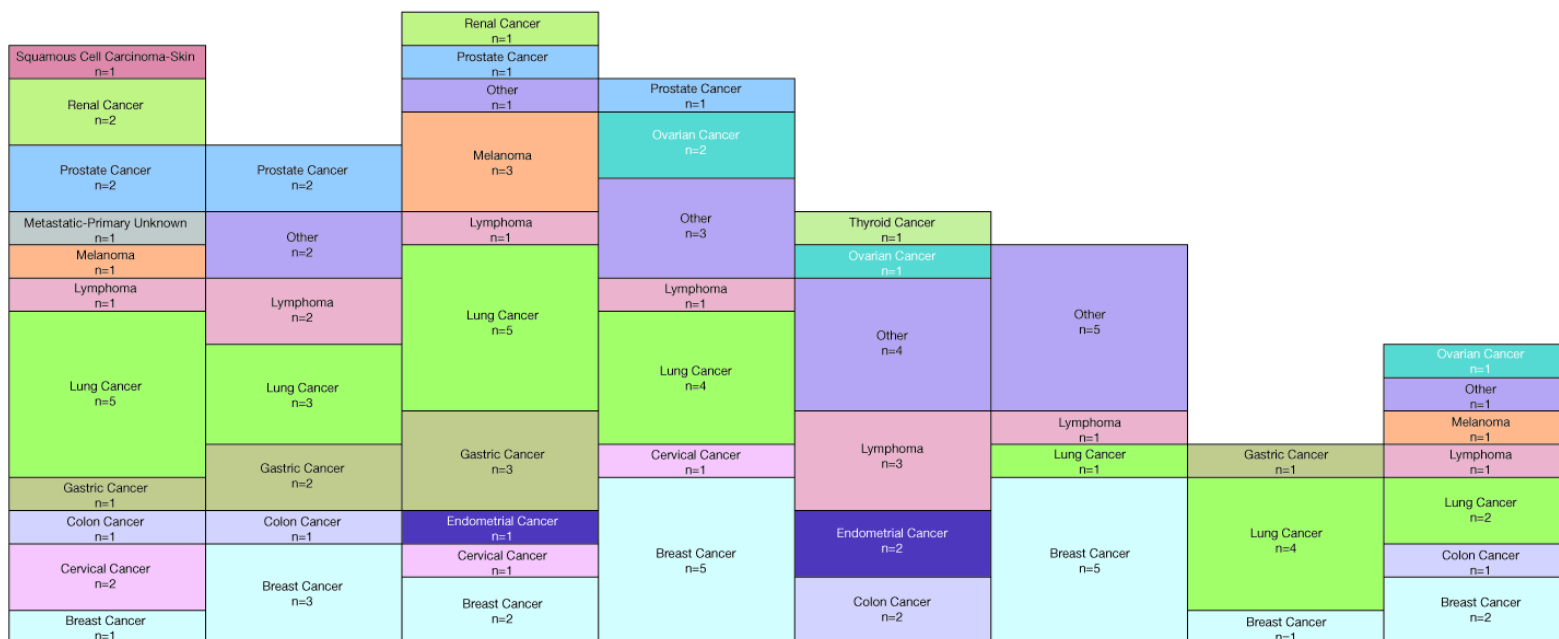 Squamous Cell Carcinoma-Skin
n=1
Renal Cancer
n=2
Prostate Cancer
n=2
Metastatic-Primary Unknown
n=1
Melanoma
n=1
Lymphoma
n=1
Lung Cancer
n=5
Gastric Cancer
n=1
Colon Cancer
n=1
Cervical Cancer
n=2
Breast Cancer
n=1
Prostate Cancer
n=2
Other
n=2
Lymphoma
n=2
Lung Cancer
n=3
Gastric Cancer
n=2
Colon Cancer
n=1
Breast Cancer
n=3
Renal Cancer
n=1
Prostate Cancer
n=1
Other
n=1
Melanoma
n=3
Lymphoma
n=1
Lung Cancer
n=5
Gastric Cancer
n=3
Endometrial Cancer
n=1
Cervical Cancer
n=1
Breast Cancer
n=2
Prostate Cancer
n=1
Ovarian Cancer
n=2
Other
n=3
Lymphoma
n=1
Lung Cancer
n=4
Cervical Cancer
n=1
Breast Cancer
n=5
Thyroid Cancer
n=1
Ovarian Cancer
n=1
Other
n=4
Lymphoma
n=3
Endometrial Cancer
n=2
Colon Cancer
n=2
Other
n=5
Lymphoma
n=1
Lung Cancer
n=1
Breast Cancer
n=5
Gastric Cancer
n=1
Lung Cancer
n=4
Breast Cancer
n=1
Ovarian Cancer
n=1
Other
n=1
Melanoma
n=1
Lymphoma
n=1
Lung Cancer
n=2
Colon Cancer
n=1
Breast Cancer
n=2